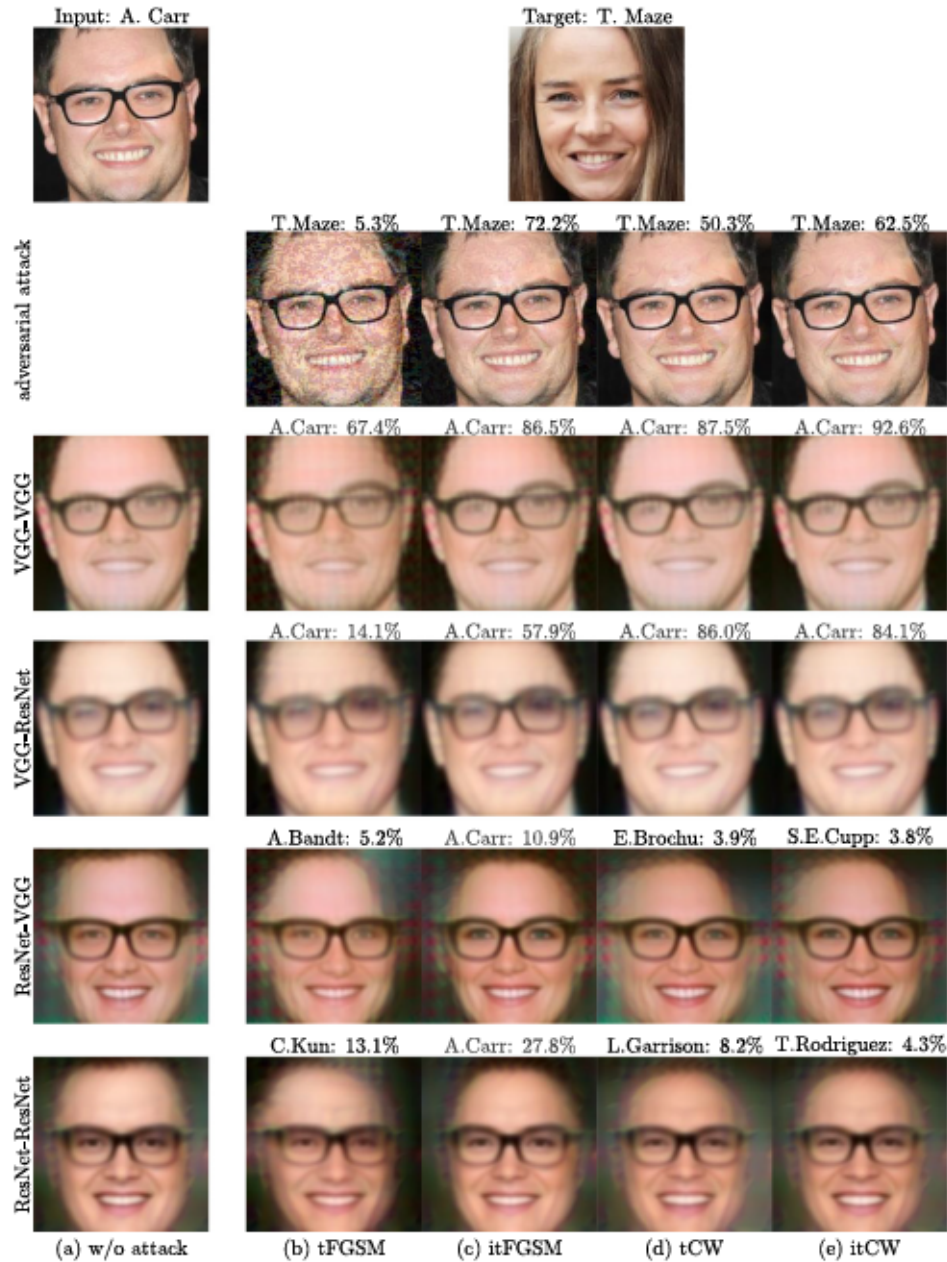 Input: A. Carr Target: T. Maze
T.Maze: 5.3% T.Maze: 72.2% T.Maze: 50.3% T.Maze: 62.5%
adversarial attack
A.Carr: 67.4% A.Carr: 86.5% A.Carr: 87.5% A.Carr: 92.6%
VGG-VGG
A.Carr: 14.1% A.Carr: 57.9% A.Carr: 86.0% A.Carr: 84.1%
VGG-ResNet
A.Bandt: 5.2% A.Carr: 10.9% E.Brochu: 3.9% S.E.Cupp: 3.8%
ResNet-VGG
C.Kun: 13.1% A.Carr: 27.8% L.Garrison: 8.2% T.Rodriguez: 4.3%
ResNet-ResNet
(a) w/o attack (b) tFGSM (c) itFGSM (d) tCW (e) itCW